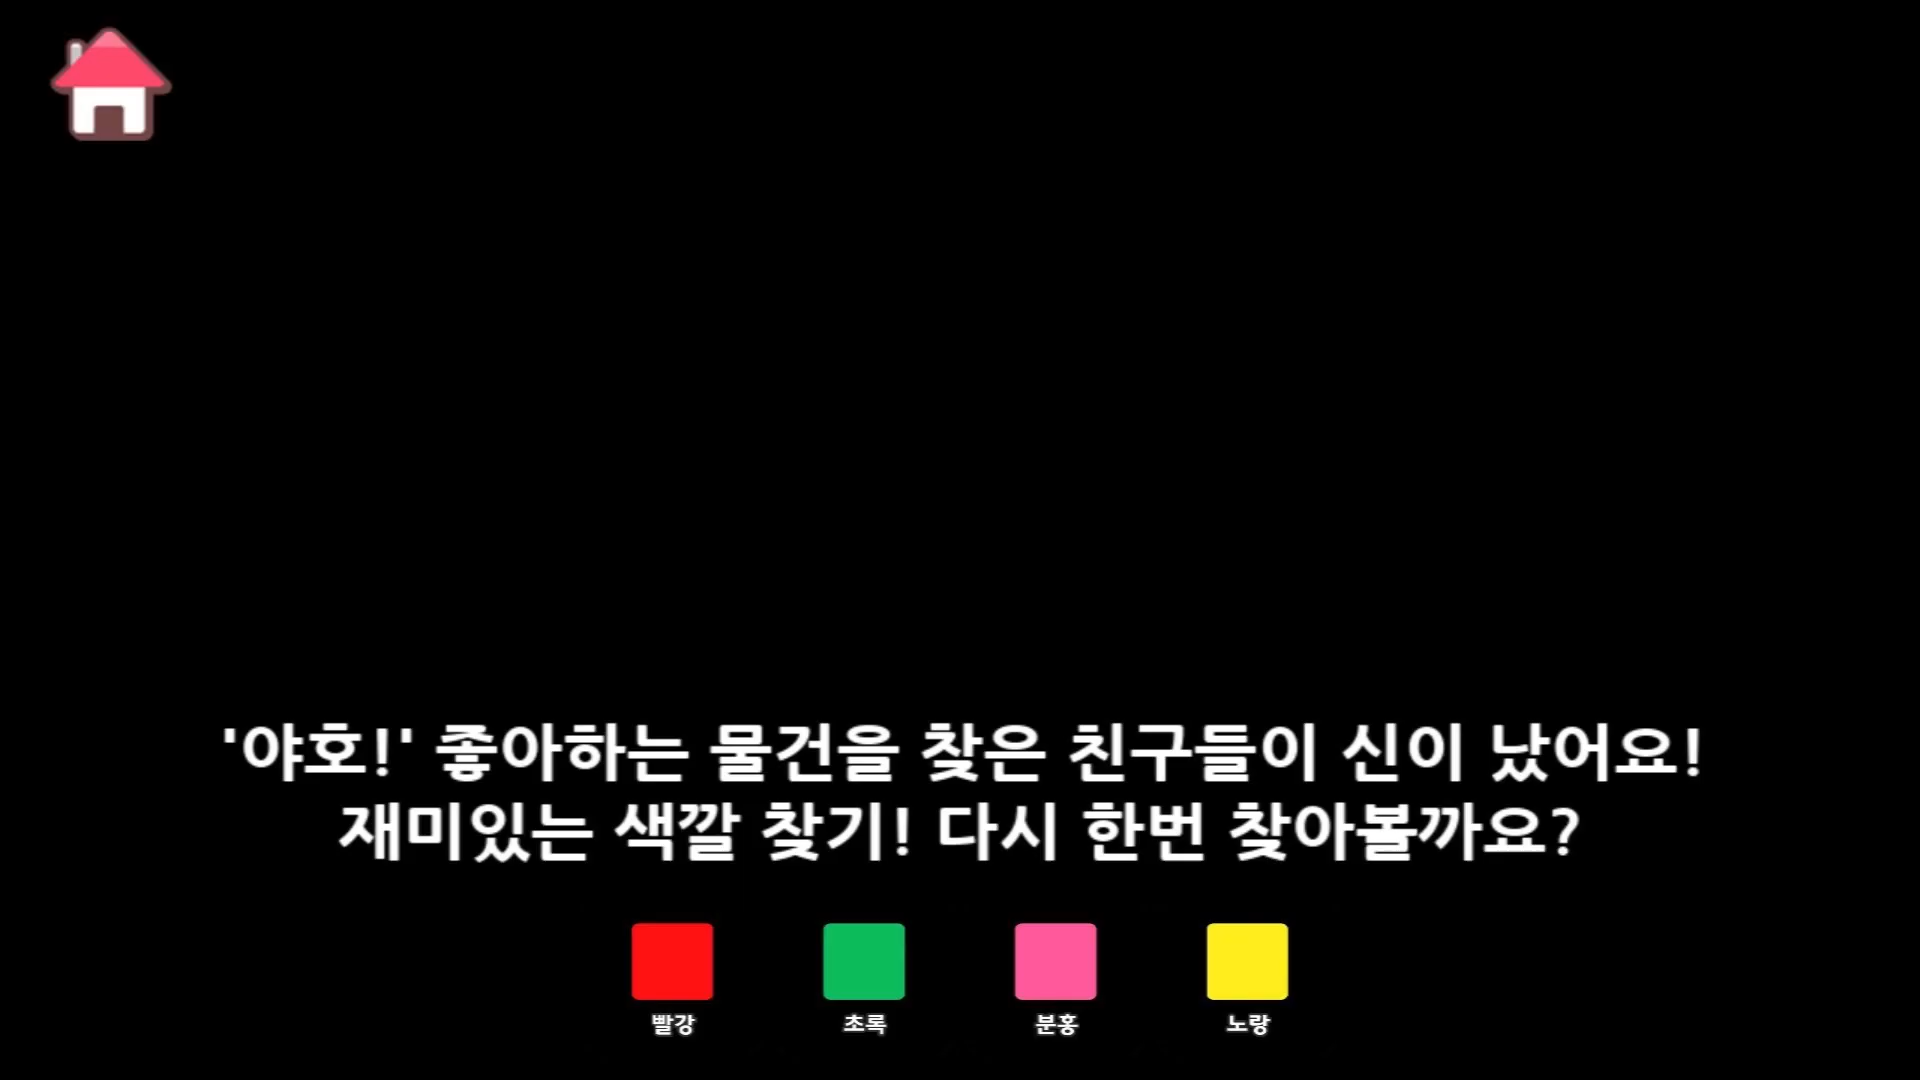 '야호!' 좋아하는 물건을 찾은 친구들이 신이 났어요!
재미있는 색깔 찾기! 다시 한번 찾아볼까요?
빨강 초록 분홍 노랑